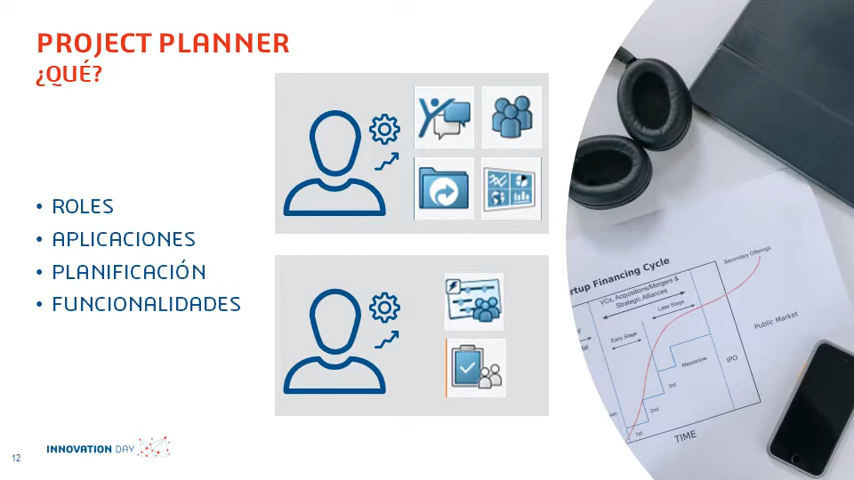 PROJECT PLANNER
¿QUÉ?
• ROLES
• APLICACIONES
• PLANIFICACIÓN
• FUNCIONALIDADES
rtup Financing Cycle
Secondary Offerings
VCs, Acquisitions/Mergers &
Strategic Alliances
Later Stage
Early Stage
Public Market
Mezzanine
IPO
3rd
2nd
1st
TIME
12
INNOVATION DAY